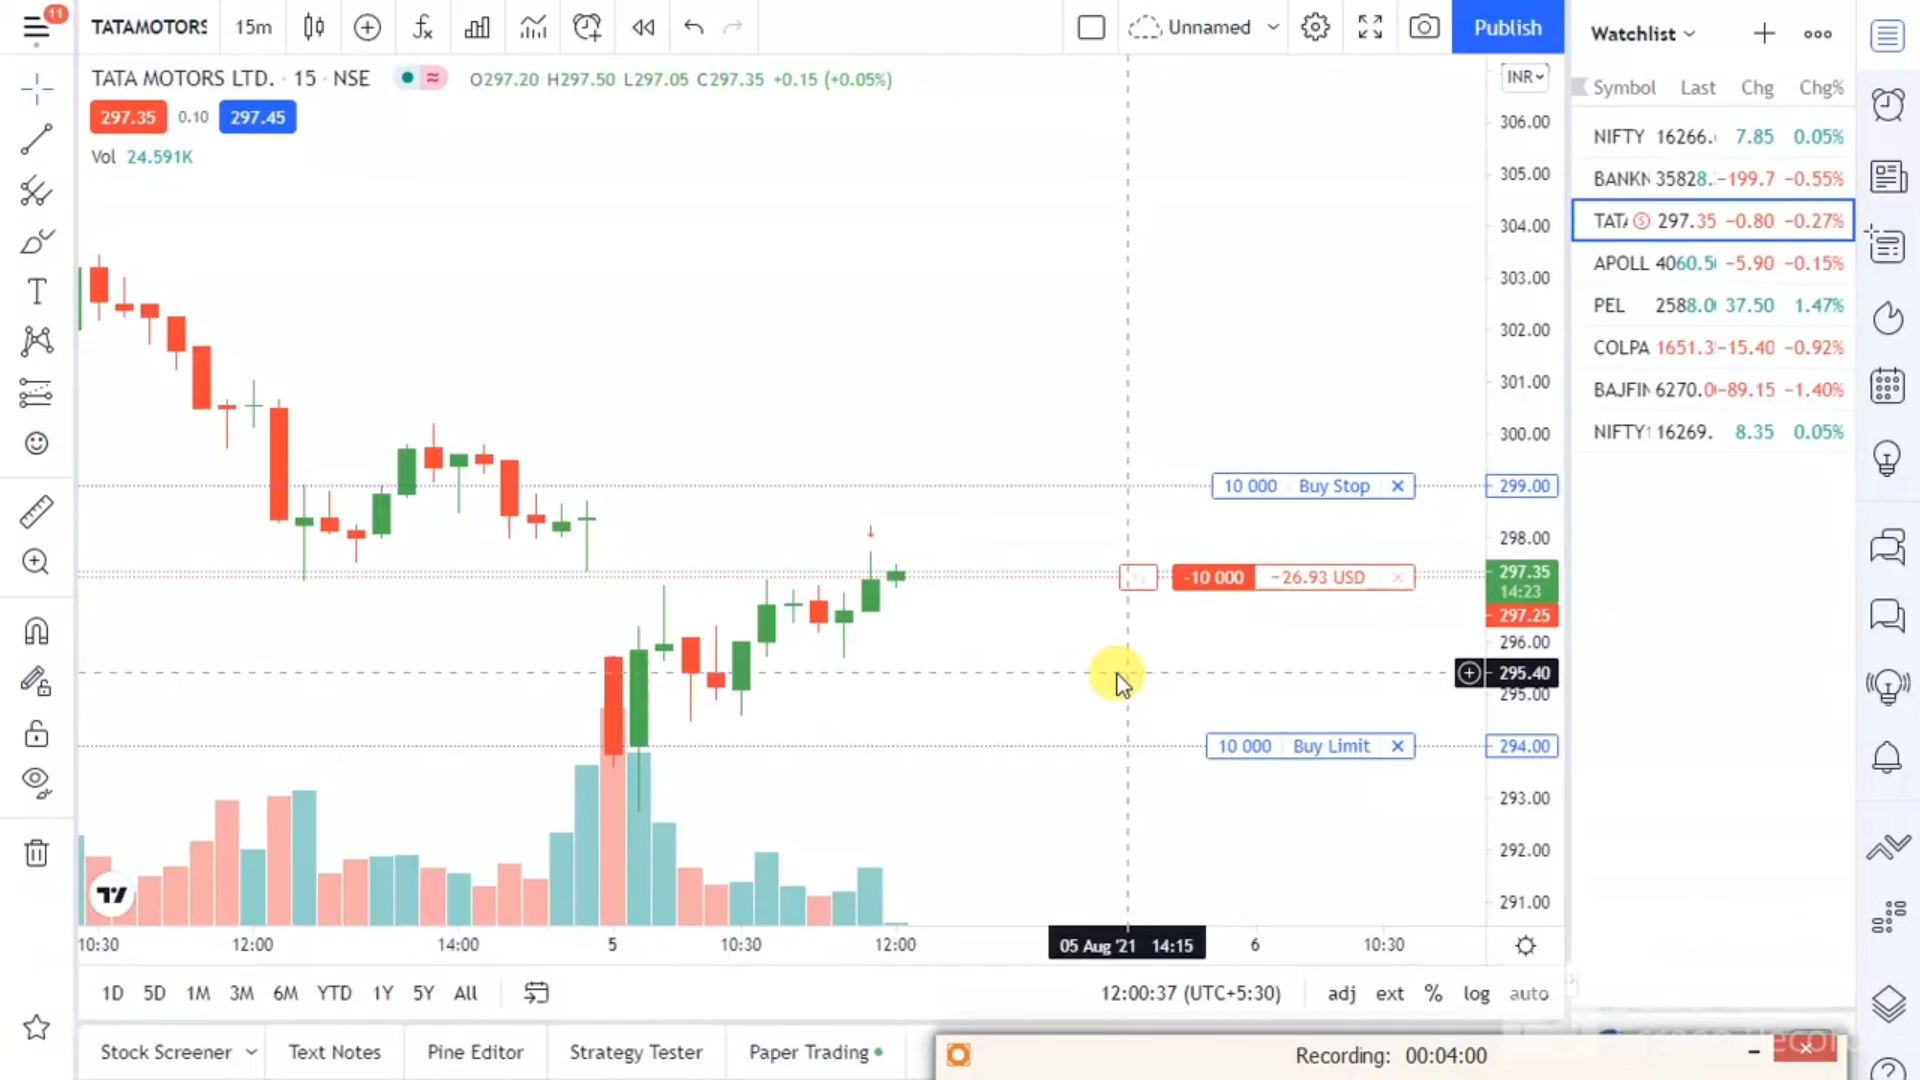 11
TATAMOTORS 15m Unnamed Publish
TATA MOTORS LTD. · 15 · NSE O297.20 H297.50 L297.05 C297.35 +0.15 (+0.05%)
297.35 0.10 297.45
Vol 24.591K
INR
306.00
305.00
304.00
303.00
302.00
301.00
300.00
10 000 Buy Stop 299.00
298.00
-10 000 −26.93 USD 297.35
14:23
297.25
296.00
295.40
295.00
10 000 Buy Limit 294.00
293.00
292.00
291.00
10:30 12:00 14:00 5 10:30 12:00 05 Aug '21 14:15 6 10:30
1D 5D 1M 3M 6M YTD 1Y 5Y All 12:00:37 (UTC+5:30) adj ext % log auto
Stock Screener Text Notes Pine Editor Strategy Tester Paper Trading
Recording: 00:04:00
Watchlist
Symbol Last Chg Chg%
NIFTY 16266. 7.85 0.05%
BANKN 35828. −199.7 −0.55%
TATA S 297.35 −0.80 −0.27%
APOLL 4060.50 −5.90 −0.15%
PEL 2588.00 37.50 1.47%
COLPA 1651.3 −15.40 −0.92%
BAJFIN 6270.00 −89.15 −1.40%
NIFTY1 16269. 8.35 0.05%